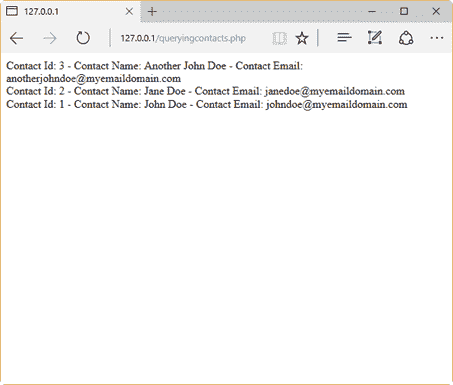 127.0.0.1
127.0.0.1/queryingcontacts.php
Contact Id: 3 - Contact Name: Another John Doe - Contact Email:
anotherjohndoe@myemaildomain.com
Contact Id: 2 - Contact Name: Jane Doe - Contact Email: janedoe@myemaildomain.com
Contact Id: 1 - Contact Name: John Doe - Contact Email: johndoe@myemaildomain.com